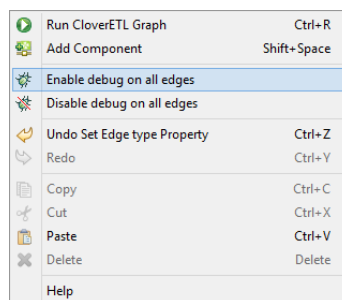 Run CloverETL Graph Ctrl+R
Add Component Shift+Space
Enable debug on all edges
Disable debug on all edges
Undo Set Edge type Property Ctrl+Z
Redo Ctrl+Y
Copy Ctrl+C
Cut Ctrl+X
Paste Ctrl+V
Delete Delete
Help